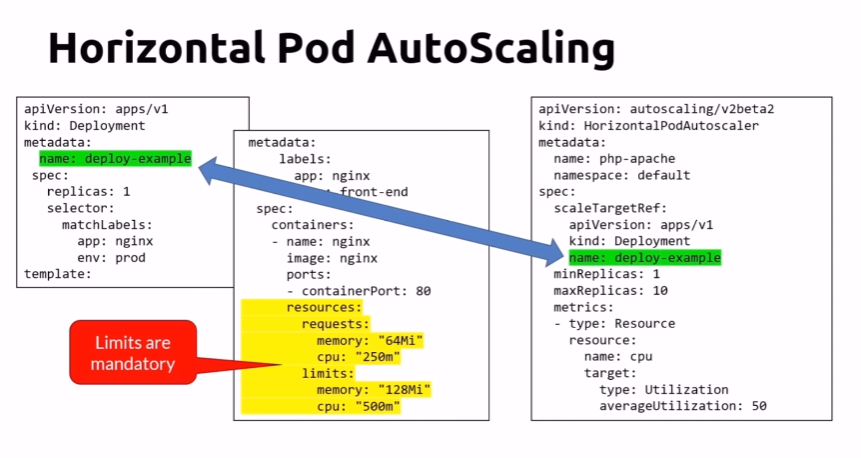 Horizontal Pod AutoScaling
apiVersion: apps/v1
kind: Deployment
metadata:
name: deploy-example
spec:
replicas: 1
selector:
matchLabels:
app: nginx
env: prod
template:
metadata:
labels:
app: nginx
: front-end
spec:
containers:
- name: nginx
image: nginx
ports:
- containerPort: 80
resources:
requests:
memory: "64Mi"
cpu: "250m"
limits:
memory: "128Mi"
cpu: "500m"
Limits are
mandatory
apiVersion: autoscaling/v2beta2
kind: HorizontalPodAutoscaler
metadata:
name: php-apache
namespace: default
spec:
scaleTargetRef:
apiVersion: apps/v1
kind: Deployment
name: deploy-example
minReplicas: 1
maxReplicas: 10
metrics:
- type: Resource
resource:
name: cpu
target:
type: Utilization
averageUtilization: 50